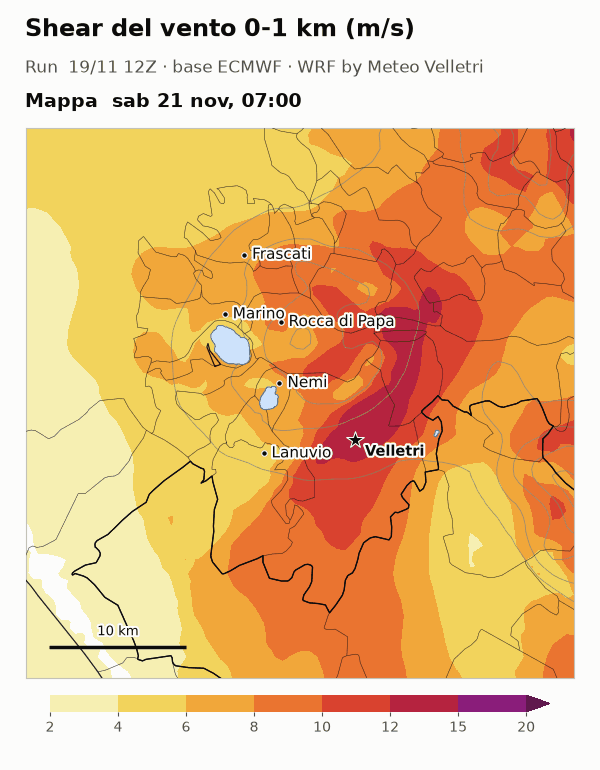 Shear del vento 0-1 km (m/s)
Run  19/11 12Z · base ECMWF · WRF by Meteo Velletri
Mappa  sab 21 nov, 07:00
Frascati
Marino
Rocca di Papa
Nemi
Velletri
Lanuvio
10 km
2 4 6 8 10 12 15 20